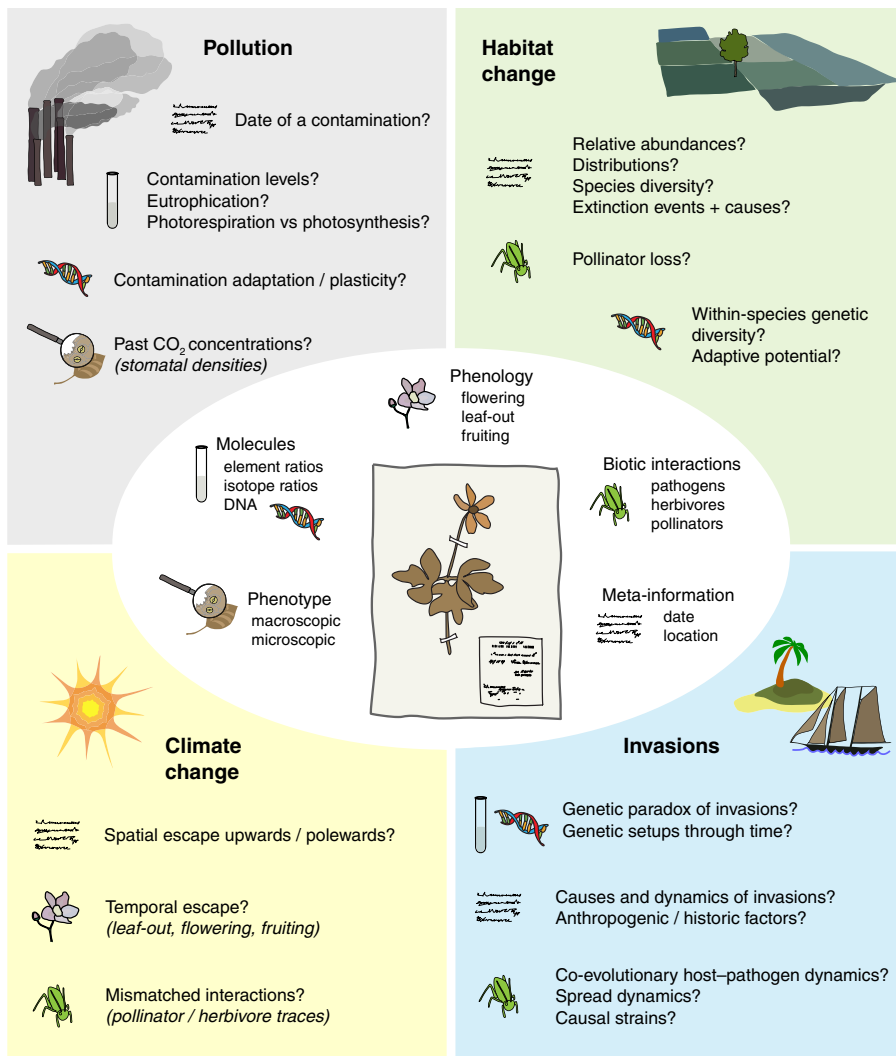 Pollution
Date of a contamination?
Contamination levels?
Eutrophication?
Photorespiration vs photosynthesis?
Contamination adaptation / plasticity?
Past CO₂ concentrations?
(stomatal densities)
Habitat
change
Relative abundances?
Distributions?
Species diversity?
Extinction events + causes?
Pollinator loss?
Within-species genetic
diversity?
Adaptive potential?
Phenology
flowering
leaf-out
fruiting
Molecules
element ratios
isotope ratios
DNA
Biotic interactions
pathogens
herbivores
pollinators
Phenotype
macroscopic
microscopic
Meta-information
date
location
Climate
change
Spatial escape upwards / polewards?
Temporal escape?
(leaf-out, flowering, fruiting)
Mismatched interactions?
(pollinator / herbivore traces)
Invasions
Genetic paradox of invasions?
Genetic setups through time?
Causes and dynamics of invasions?
Anthropogenic / historic factors?
Co-evolutionary host–pathogen dynamics?
Spread dynamics?
Causal strains?